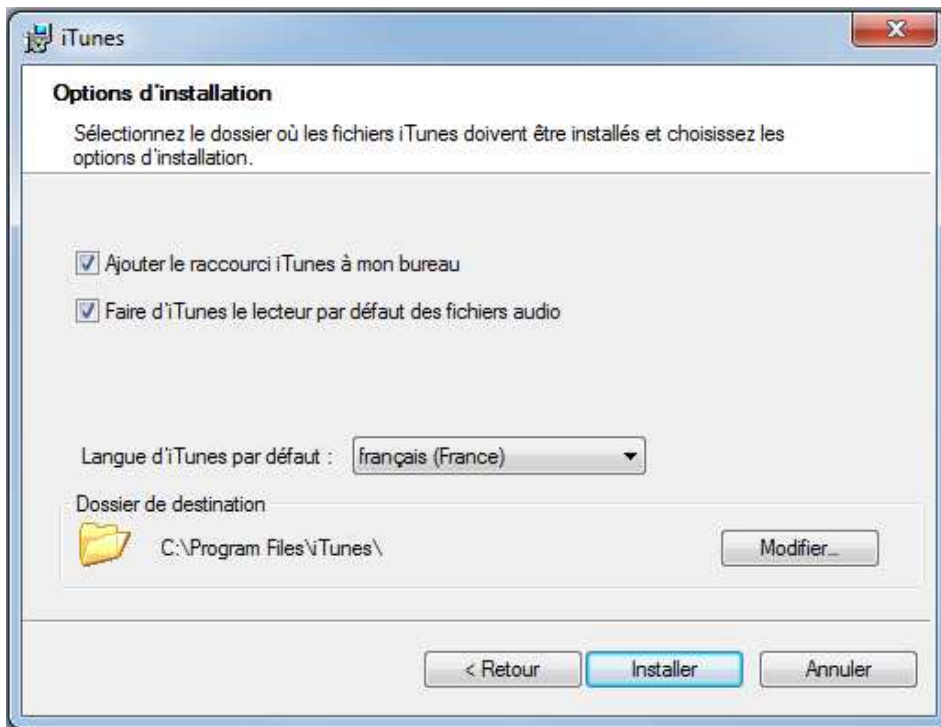 iTunes
Options d'installation
Sélectionnez le dossier où les fichiers iTunes doivent être installés et choisissez les
options d'installation.
Ajouter le raccourci iTunes à mon bureau
Faire d'iTunes le lecteur par défaut des fichiers audio
Langue d'iTunes par défaut : français (France)
Dossier de destination
C:\Program Files\iTunes\ Modifier...
< Retour Installer Annuler